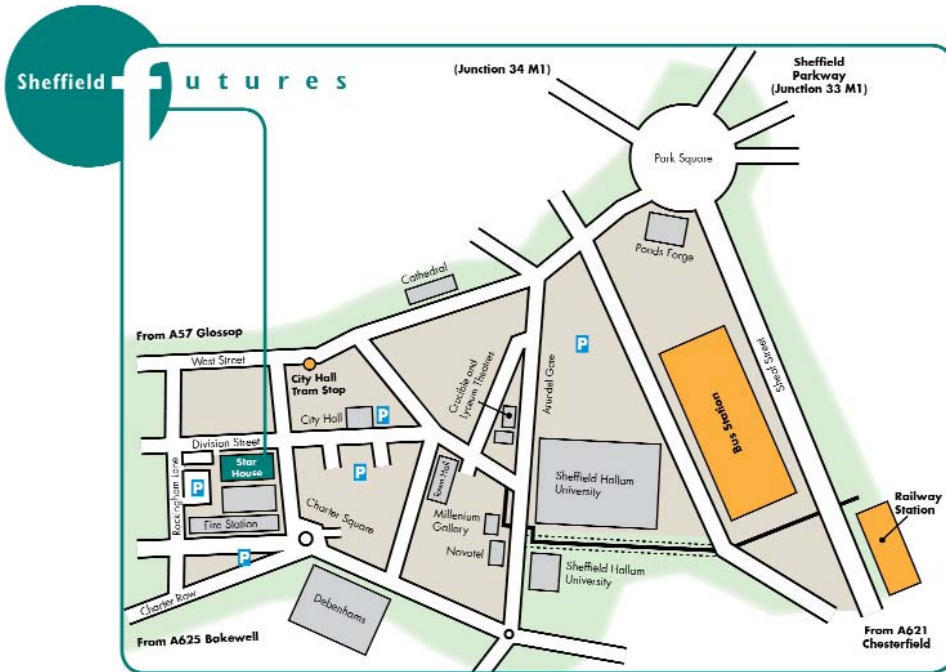 Sheffield futures
(Junction 34 M1)
Sheffield
Parkway
(Junction 33 M1)
Park Square
Ponds Forge
Cathedral
From A57 Glossop
West Street
City Hall
Tram Stop
Crucible and
Lyceum Theatres
Arundel Gate
P
Sheaf Street
Bus Station
City Hall
P
Division Street
Star
House
P
Rockingham Lane
P
Fire Station
Charter Square
Town Hall
Sheffield Hallam
University
Millenium
Gallery
Novotel
Railway
Station
P
Sheffield Hallam
University
Charter Row
Debenhams
From A625 Bakewell
From A621
Chesterfield